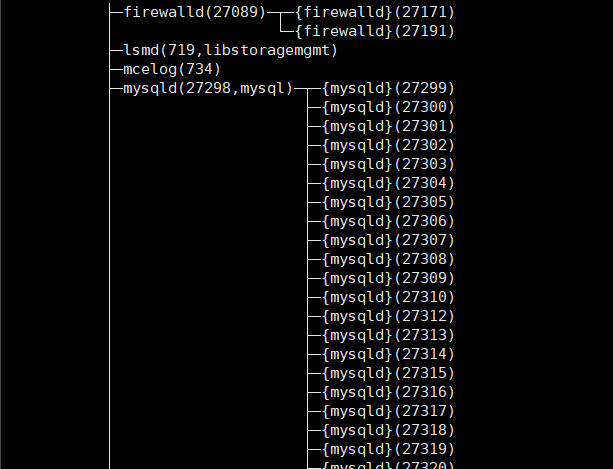 ├─firewalld(27089)─┬─{firewalld}(27171)
└─{firewalld}(27191)
├─lsmd(719,libstoragemgmt)
├─mcelog(734)
├─mysqld(27298,mysql)─┬─{mysqld}(27299)
├─{mysqld}(27300)
├─{mysqld}(27301)
├─{mysqld}(27302)
├─{mysqld}(27303)
├─{mysqld}(27304)
├─{mysqld}(27305)
├─{mysqld}(27306)
├─{mysqld}(27307)
├─{mysqld}(27308)
├─{mysqld}(27309)
├─{mysqld}(27310)
├─{mysqld}(27312)
├─{mysqld}(27313)
├─{mysqld}(27314)
├─{mysqld}(27315)
├─{mysqld}(27316)
├─{mysqld}(27317)
├─{mysqld}(27318)
├─{mysqld}(27319)
├─{mysqld}(27320)